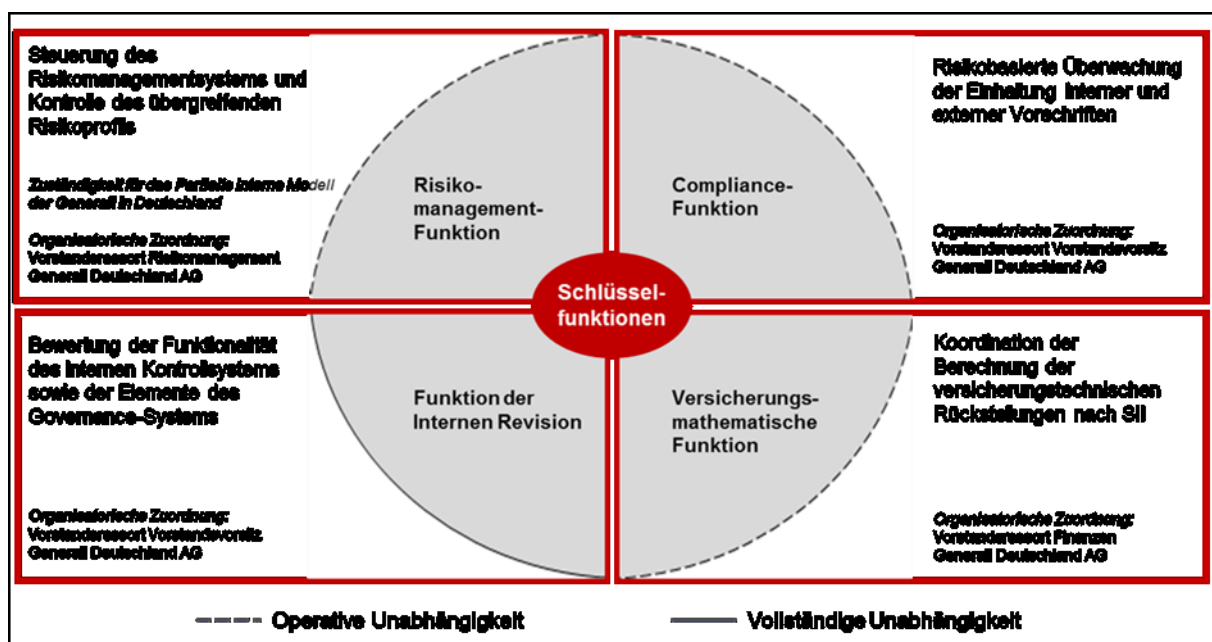 Steuerung des
Risikomanagementsystems und
Kontrolle des übergreifenden
Risikoprofils
Zuständigkeit für das Partielle Interne Modell
der Generali in Deutschland
Organisatorische Zuordnung:
Vorstandsressort Risikomanagement
Generali Deutschland AG
Risiko-
management-
Funktion
Compliance-
Funktion
Risikobasierte Überwachung
der Einhaltung interner und
externer Vorschriften
Organisatorische Zuordnung:
Vorstandsressort Vorstandsvorsitz
Generali Deutschland AG
Schlüssel-
funktionen
Bewertung der Funktionalität
des Internen Kontrollsystems
sowie der Elemente des
Governance-Systems
Organisatorische Zuordnung:
Vorstandsressort Vorstandsvorsitz
Generali Deutschland AG
Funktion der
Internen Revision
Versicherungs-
mathematische
Funktion
Koordination der
Berechnung der
versicherungstechnischen
Rückstellungen nach SII
Organisatorische Zuordnung:
Vorstandsressort Finanzen
Generali Deutschland AG
Operative Unabhängigkeit
Vollständige Unabhängigkeit